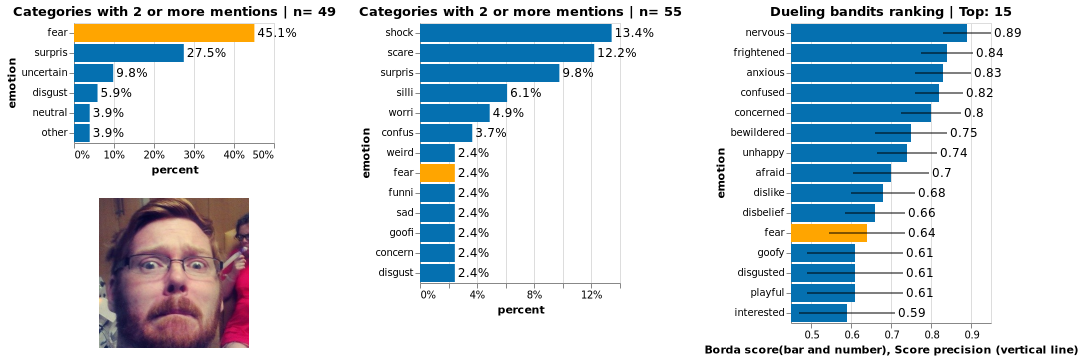 Categories with 2 or more mentions | n= 49
emotion
fear 45.1%
surpris 27.5%
uncertain 9.8%
disgust 5.9%
neutral 3.9%
other 3.9%
0% 10% 20% 30% 40% 50%
percent
Categories with 2 or more mentions | n= 55
emotion
shock 13.4%
scare 12.2%
surpris 9.8%
silli 6.1%
worri 4.9%
confus 3.7%
weird 2.4%
fear 2.4%
funni 2.4%
sad 2.4%
goofi 2.4%
concern 2.4%
disgust 2.4%
0% 4% 8% 12%
percent
Dueling bandits ranking | Top: 15
emotion
nervous 0.89
frightened 0.84
anxious 0.83
confused 0.82
concerned 0.8
bewildered 0.75
unhappy 0.74
afraid 0.7
dislike 0.68
disbelief 0.66
fear 0.64
goofy 0.61
disgusted 0.61
playful 0.61
interested 0.59
0.5 0.6 0.7 0.8 0.9
Borda score(bar and number), Score precision (vertical line)